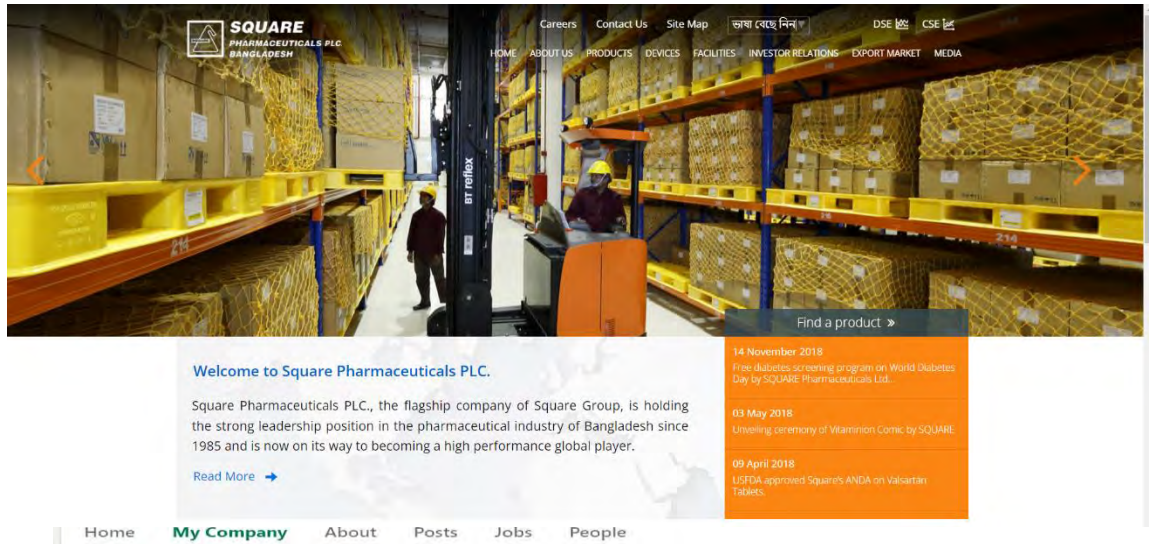 SQUARE
PHARMACEUTICALS PLC
BANGLADESH
Careers Contact Us Site Map ভাষা বেছে নিন DSE CSE
HOME ABOUT US PRODUCTS DEVICES FACILITIES INVESTOR RELATIONS EXPORT MARKET MEDIA
BT reflex
214
214
Find a product »
14 November 2018
Free diabetes screening program on World Diabetes
Day by SQUARE Pharmaceuticals Ltd...
03 May 2018
Unveiling ceremony of Vitaminion Comic by SQUARE
09 April 2018
USFDA approved Square's ANDA on Valsartan
Tablets.
Welcome to Square Pharmaceuticals PLC.
Square Pharmaceuticals PLC., the flagship company of Square Group, is holding
the strong leadership position in the pharmaceutical industry of Bangladesh since
1985 and is now on its way to becoming a high performance global player.
Read More
Home My Company About Posts Jobs People